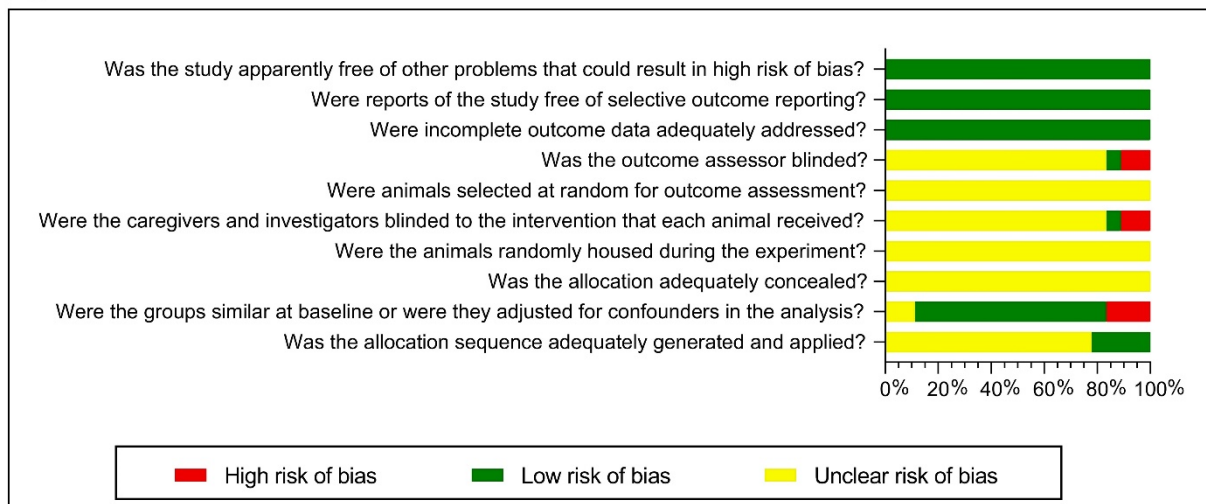 Was the study apparently free of other problems that could result in high risk of bias?
Were reports of the study free of selective outcome reporting?
Were incomplete outcome data adequately addressed?
Was the outcome assessor blinded?
Were animals selected at random for outcome assessment?
Were the caregivers and investigators blinded to the intervention that each animal received?
Were the animals randomly housed during the experiment?
Was the allocation adequately concealed?
Were the groups similar at baseline or were they adjusted for confounders in the analysis?
Was the allocation sequence adequately generated and applied?
0% 20% 40% 60% 80% 100%
High risk of bias Low risk of bias Unclear risk of bias